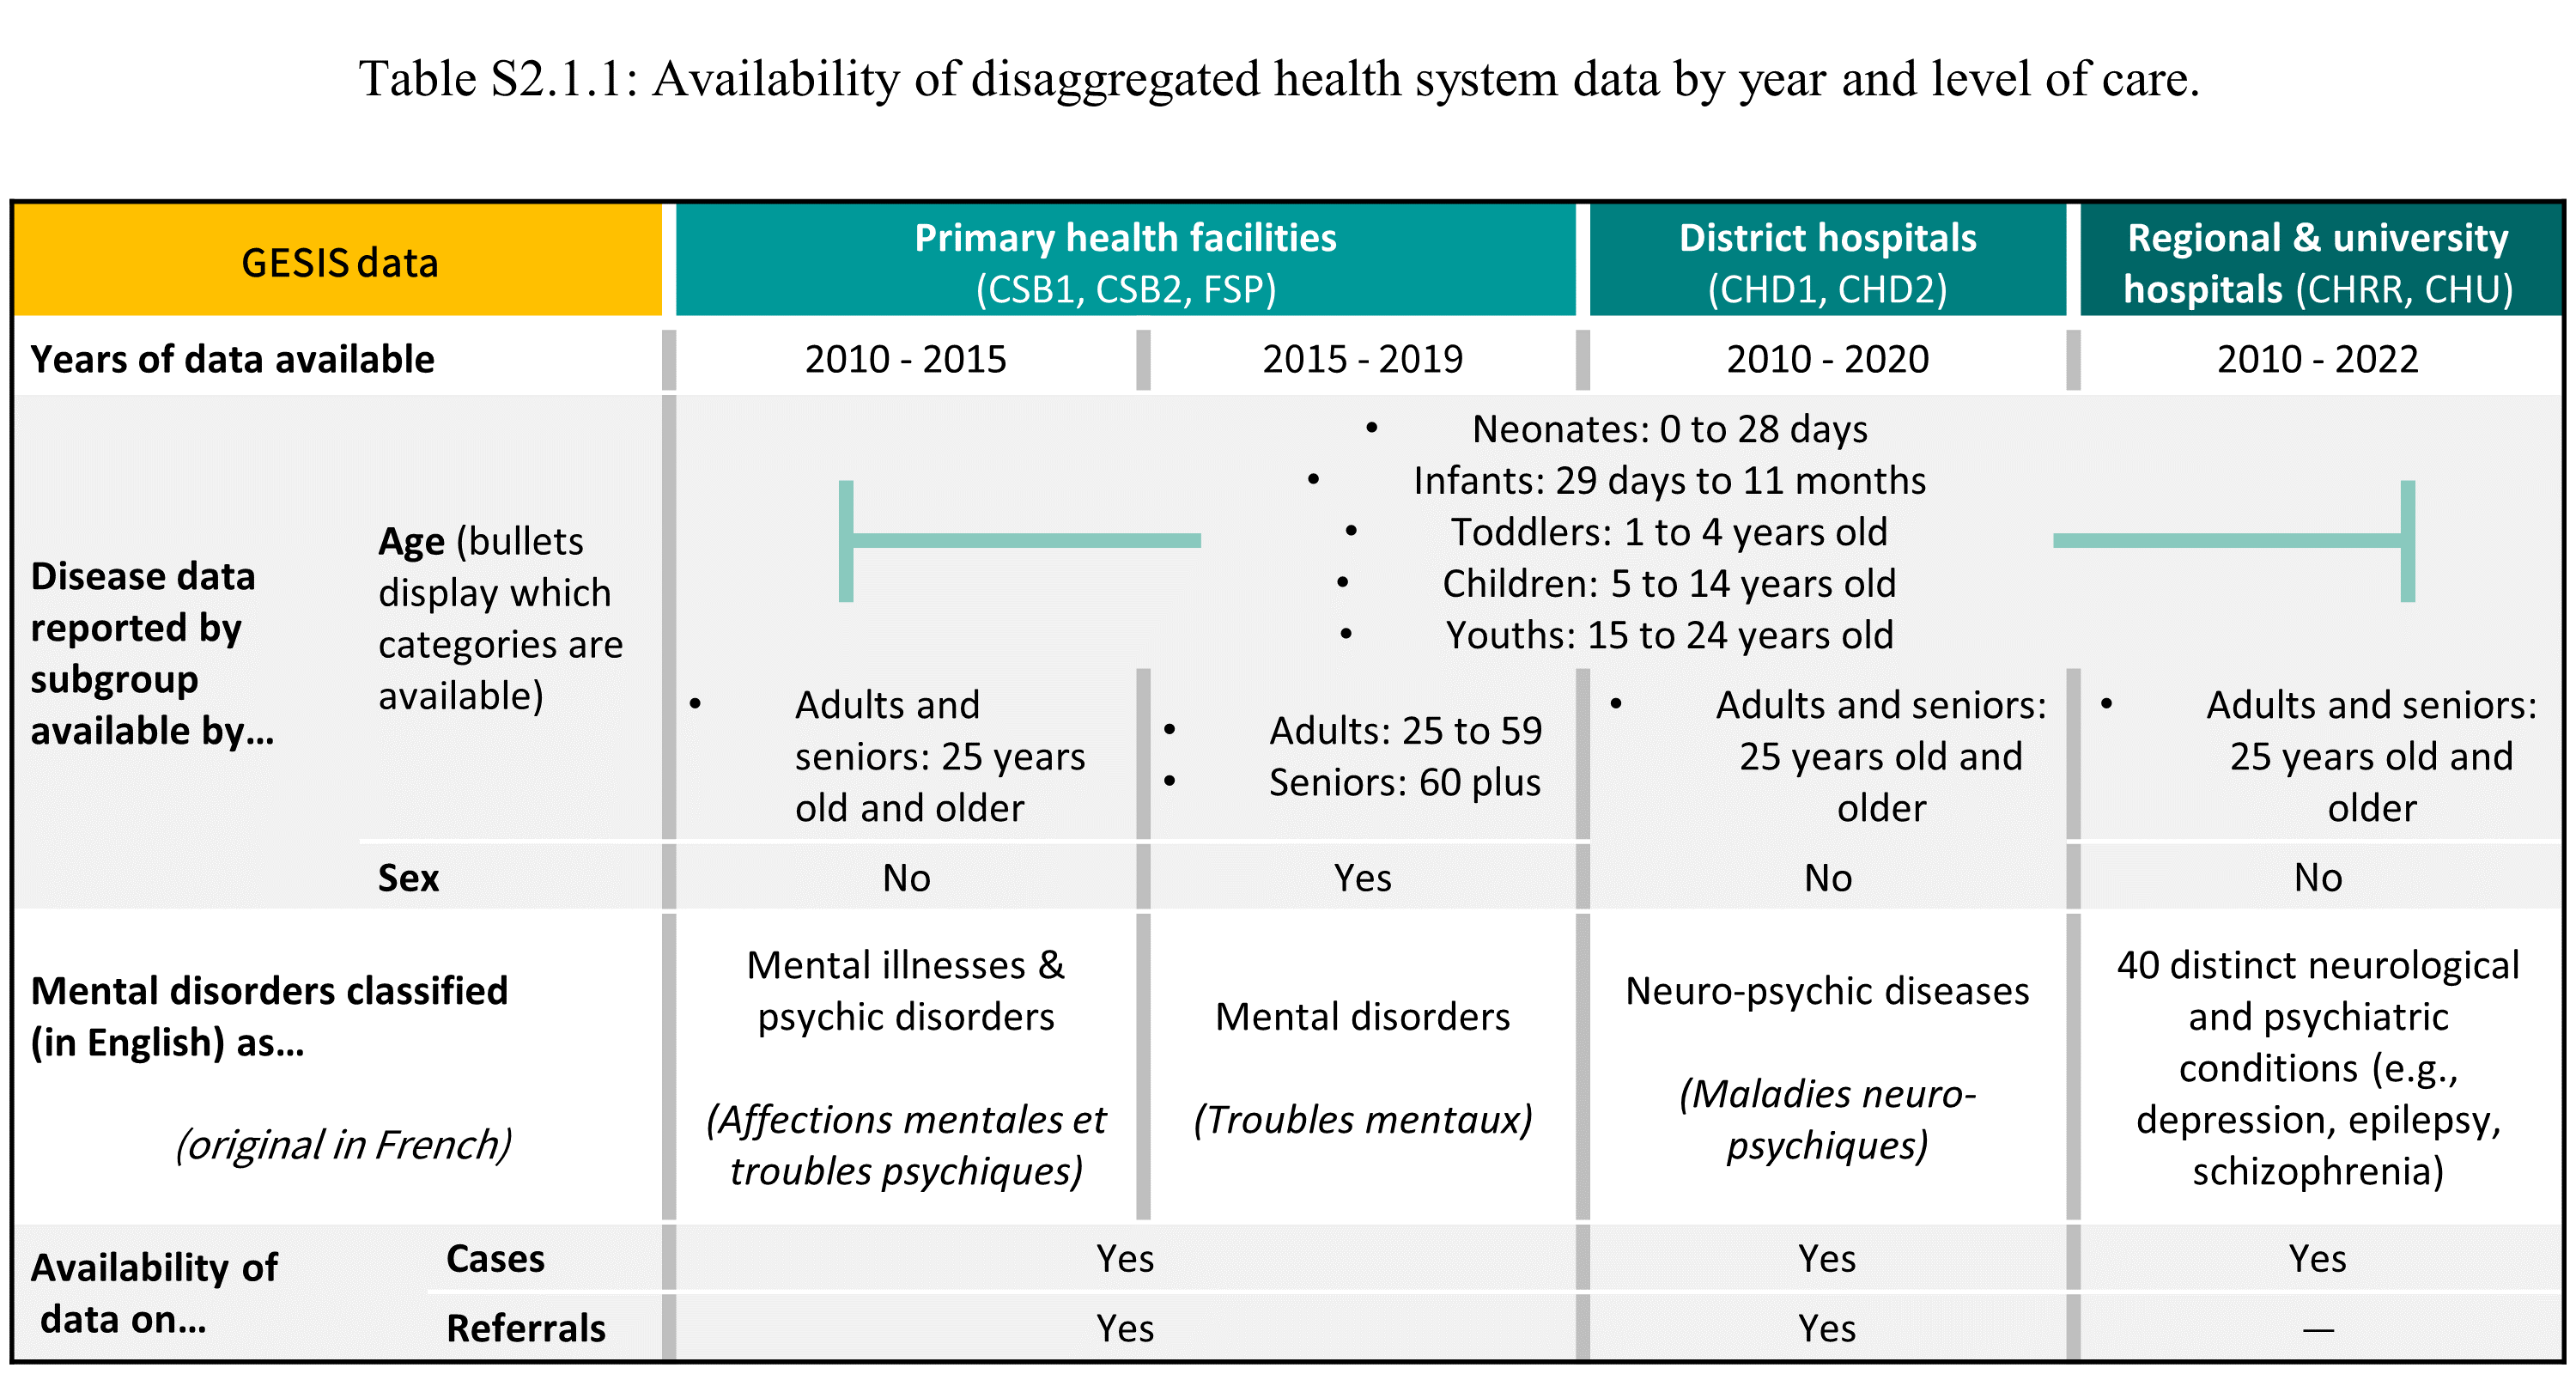 Table S2.1.1: Availability of disaggregated health system data by year and level of care.
GESIS data
Primary health facilities
(CSB1, CSB2, FSP)
District hospitals
(CHD1, CHD2)
Regional & university
hospitals (CHRR, CHU)
Years of data available
2010 - 2015
2015 - 2019
2010 - 2020
2010 - 2022
Disease data
reported by
subgroup
available by...
Age (bullets
display which
categories are
available)
• Neonates: 0 to 28 days
• Infants: 29 days to 11 months
• Toddlers: 1 to 4 years old
• Children: 5 to 14 years old
• Youths: 15 to 24 years old
• Adults and
seniors: 25 years
old and older
• Adults: 25 to 59
• Seniors: 60 plus
• Adults and seniors:
25 years old and
older
• Adults and seniors:
25 years old and
older
Sex
No
Yes
No
No
Mental disorders classified
(in English) as...
(original in French)
Mental illnesses &
psychic disorders
(Affections mentales et
troubles psychiques)
Mental disorders
(Troubles mentaux)
Neuro-psychic diseases
(Maladies neuro-
psychiques)
40 distinct neurological
and psychiatric
conditions (e.g.,
depression, epilepsy,
schizophrenia)
Availability of
data on...
Cases
Yes
Yes
Yes
Referrals
Yes
Yes
—